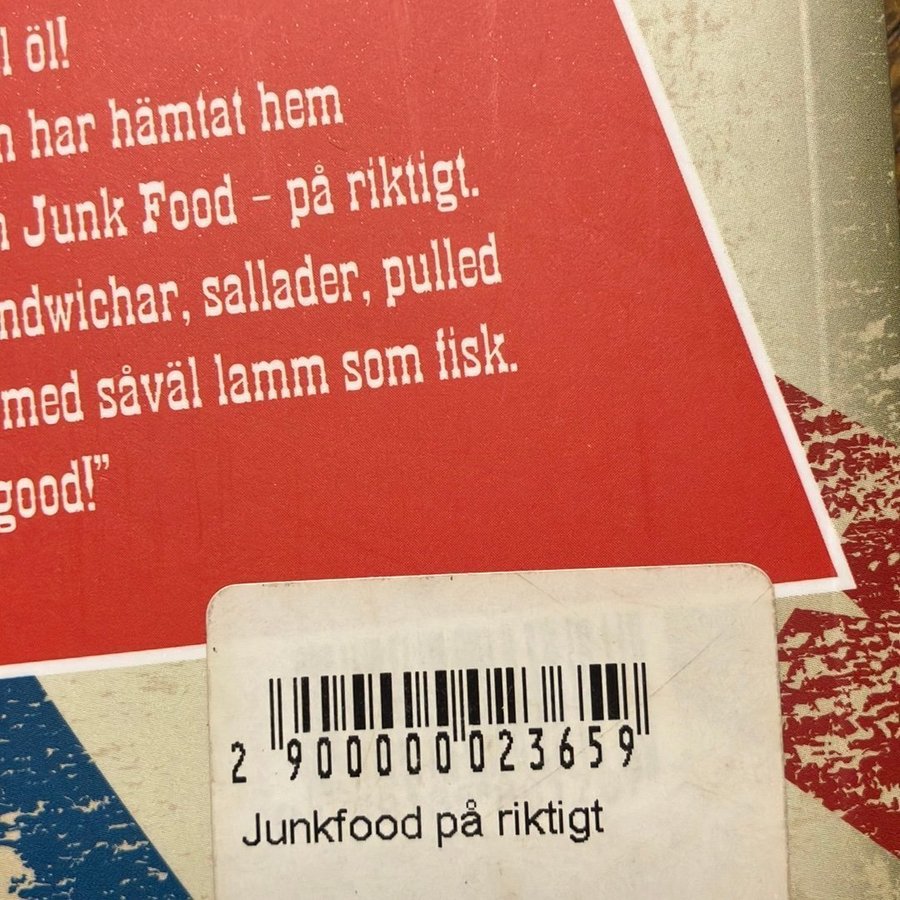 öl!
har hämtat hem
Junk Food – på riktigt.
ndwichar, sallader, pulled
med såväl lamm som fisk.
good!”
2 900000 023659
Junkfood på riktigt